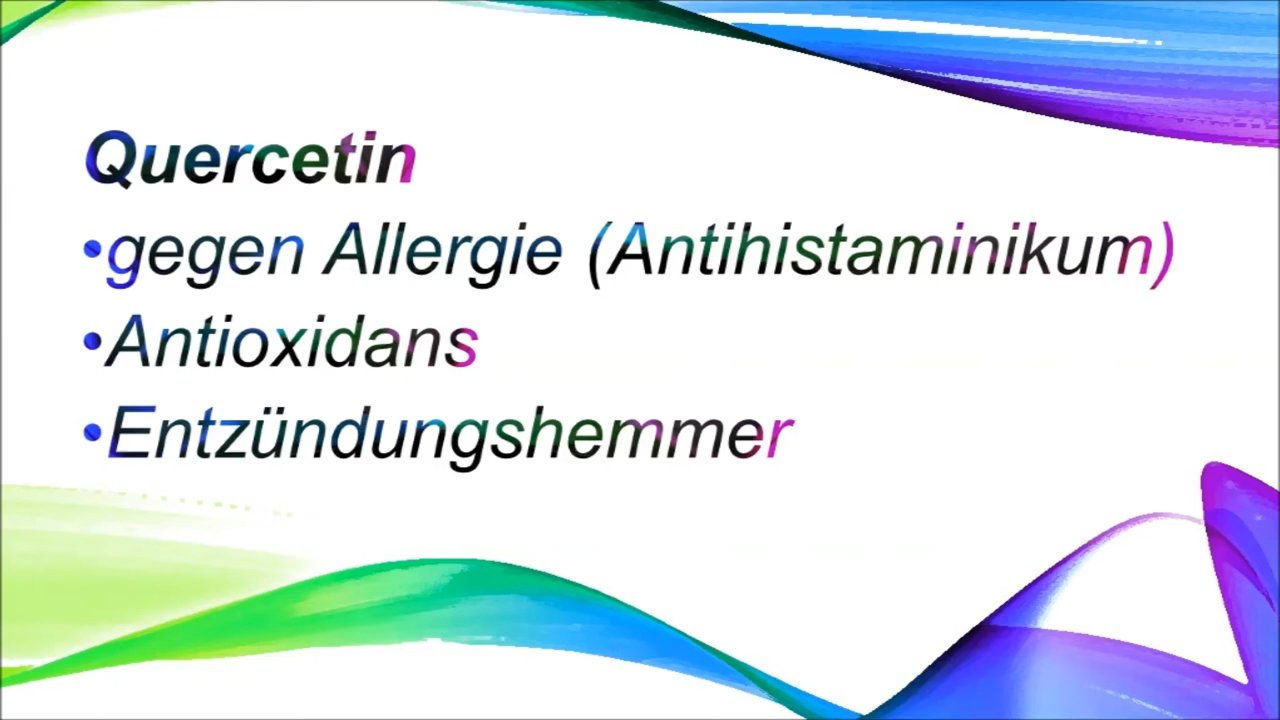 Quercetin
•gegen Allergie (Antihistaminikum)
•Antioxidans
•Entzündungshemmer